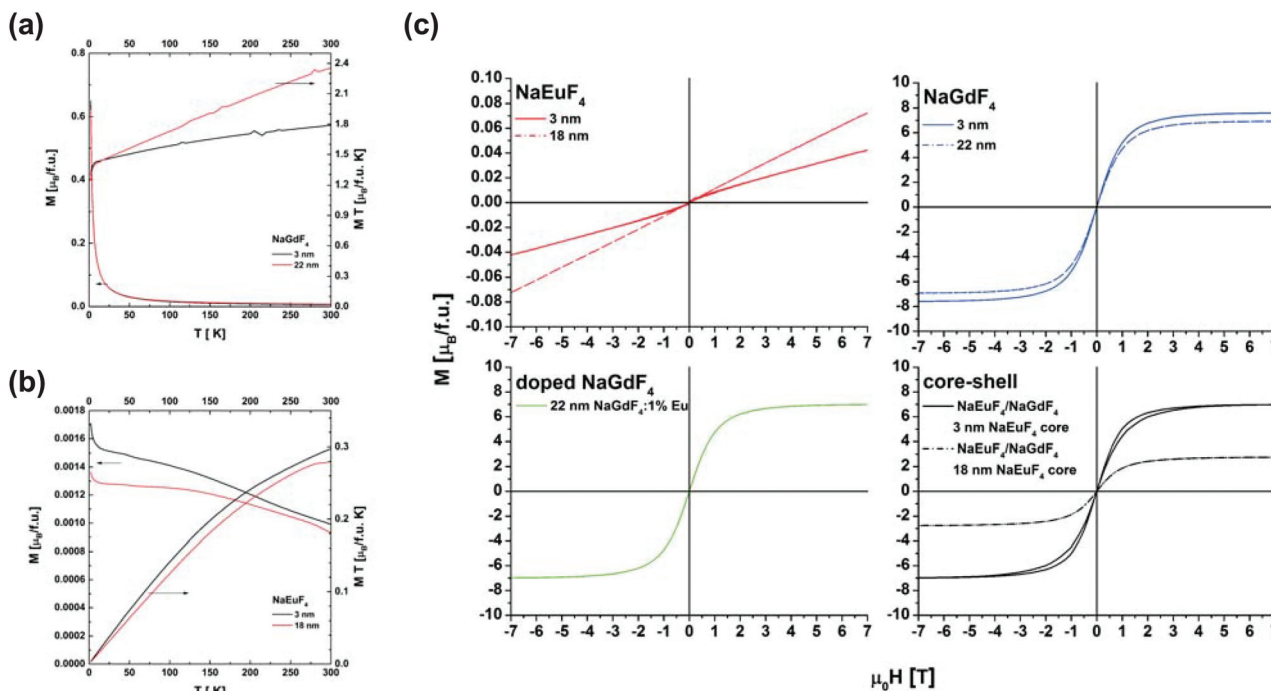 (a)
0 50 100 150 200 250 300
0.8
0.6
0.4
0.2
0.0
M [μB/f.u.]
2.4
2.1
1.8
1.5
1.2
0.9
0.6
0.3
0.0
M T [μB/f.u. K]
NaGdF4
3 nm
22 nm
0 50 100 150 200 250 300
T [ K]
(b)
0 50 100 150 200 250 300
0.0018
0.0016
0.0014
0.0012
0.0010
0.0008
0.0006
0.0004
0.0002
0.0000
M [μB/f.u.]
0.3
0.2
0.1
0.0
M T [μB/f.u. K]
NaEuF4
3 nm
18 nm
0 50 100 150 200 250 300
T [ K]
(c)
M [μB/f.u.]
NaEuF4
3 nm
18 nm
0.10
0.08
0.06
0.04
0.02
0.00
-0.02
-0.04
-0.06
-0.08
-0.10
-7 -6 -5 -4 -3 -2 -1 0 1 2 3 4 5 6 7
NaGdF4
3 nm
22 nm
10
8
6
4
2
0
-2
-4
-6
-8
-10
-7 -6 -5 -4 -3 -2 -1 0 1 2 3 4 5 6 7
doped NaGdF4
22 nm NaGdF4:1% Eu
10
8
6
4
2
0
-2
-4
-6
-8
-10
-7 -6 -5 -4 -3 -2 -1 0 1 2 3 4 5 6 7
core-shell
NaEuF4/NaGdF4
3 nm NaEuF4 core
NaEuF4/NaGdF4
18 nm NaEuF4 core
10
8
6
4
2
0
-2
-4
-6
-8
-10
-7 -6 -5 -4 -3 -2 -1 0 1 2 3 4 5 6 7
μ0H [T]